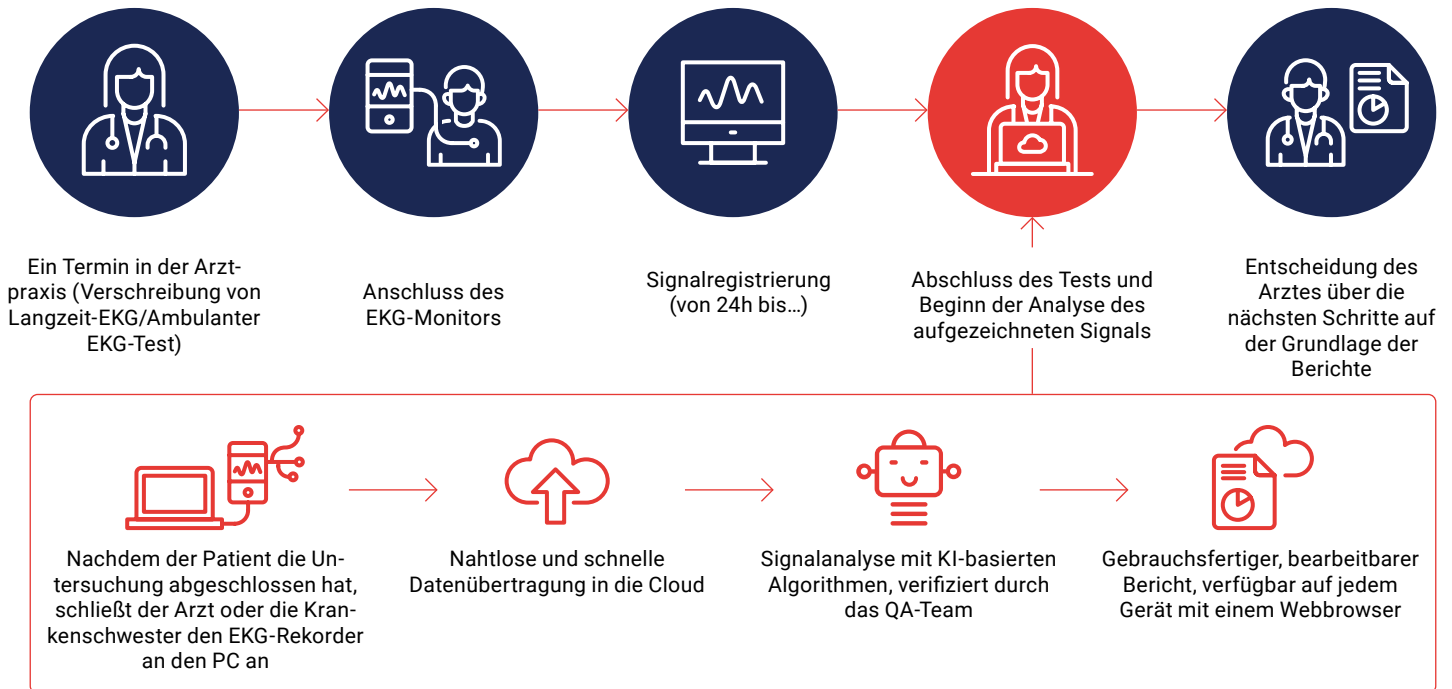 Ein Termin in der Arzt-
praxis (Verschreibung von
Langzeit-EKG/Ambulanter
EKG-Test)
Anschluss des
EKG-Monitors
Signalregistrierung
(von 24h bis…)
Abschluss des Tests und
Beginn der Analyse des
aufgezeichneten Signals
Entscheidung des
Arztes über die
nächsten Schritte auf
der Grundlage der
Berichte
Nachdem der Patient die Un-
tersuchung abgeschlossen hat,
schließt der Arzt oder die Kran-
kenschwester den EKG-Rekorder
an den PC an
Nahtlose und schnelle
Datenübertragung in die Cloud
Signalanalyse mit KI-basierten
Algorithmen, verifiziert durch
das QA-Team
Gebrauchsfertiger, bearbeitbarer
Bericht, verfügbar auf jedem
Gerät mit einem Webbrowser